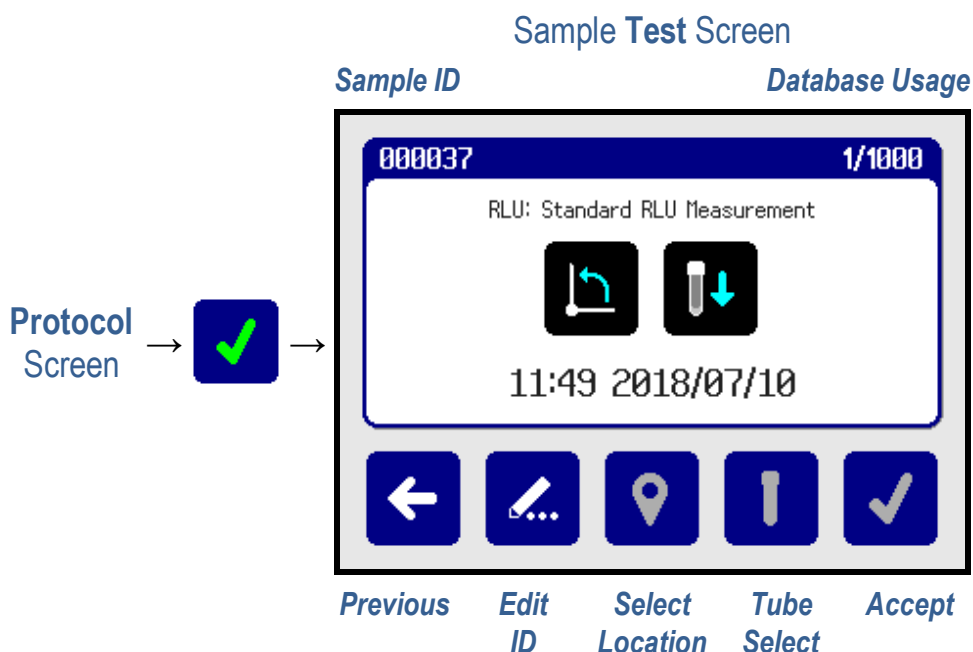 Sample Test Screen
Sample ID
Database Usage
000037
1/1000
RLU: Standard RLU Measurement
Protocol
Screen
11:49 2018/07/10
Previous
Edit
ID
Select
Location
Tube
Select
Accept